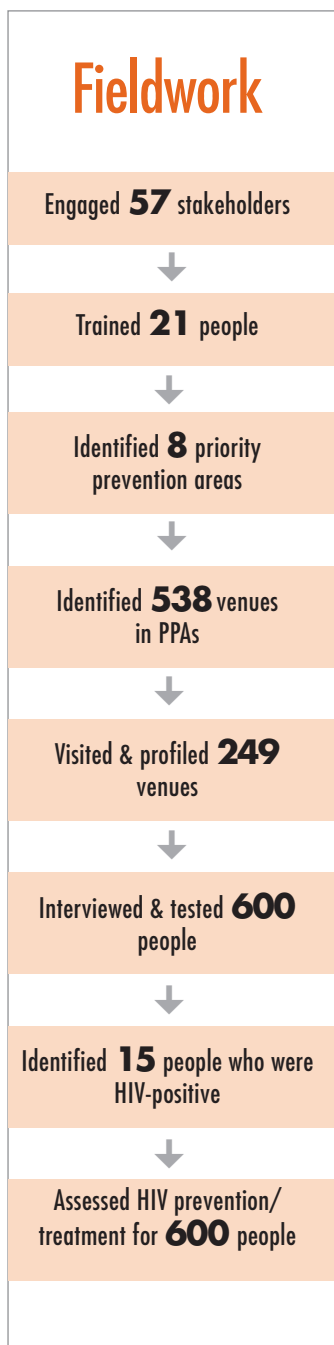 Fieldwork
Engaged 57 stakeholders
Trained 21 people
Identified 8 priority
prevention areas
Identified 538 venues
in PPAs
Visited & profiled 249
venues
Interviewed & tested 600
people
Identified 15 people who were
HIV-positive
Assessed HIV prevention/
treatment for 600 people